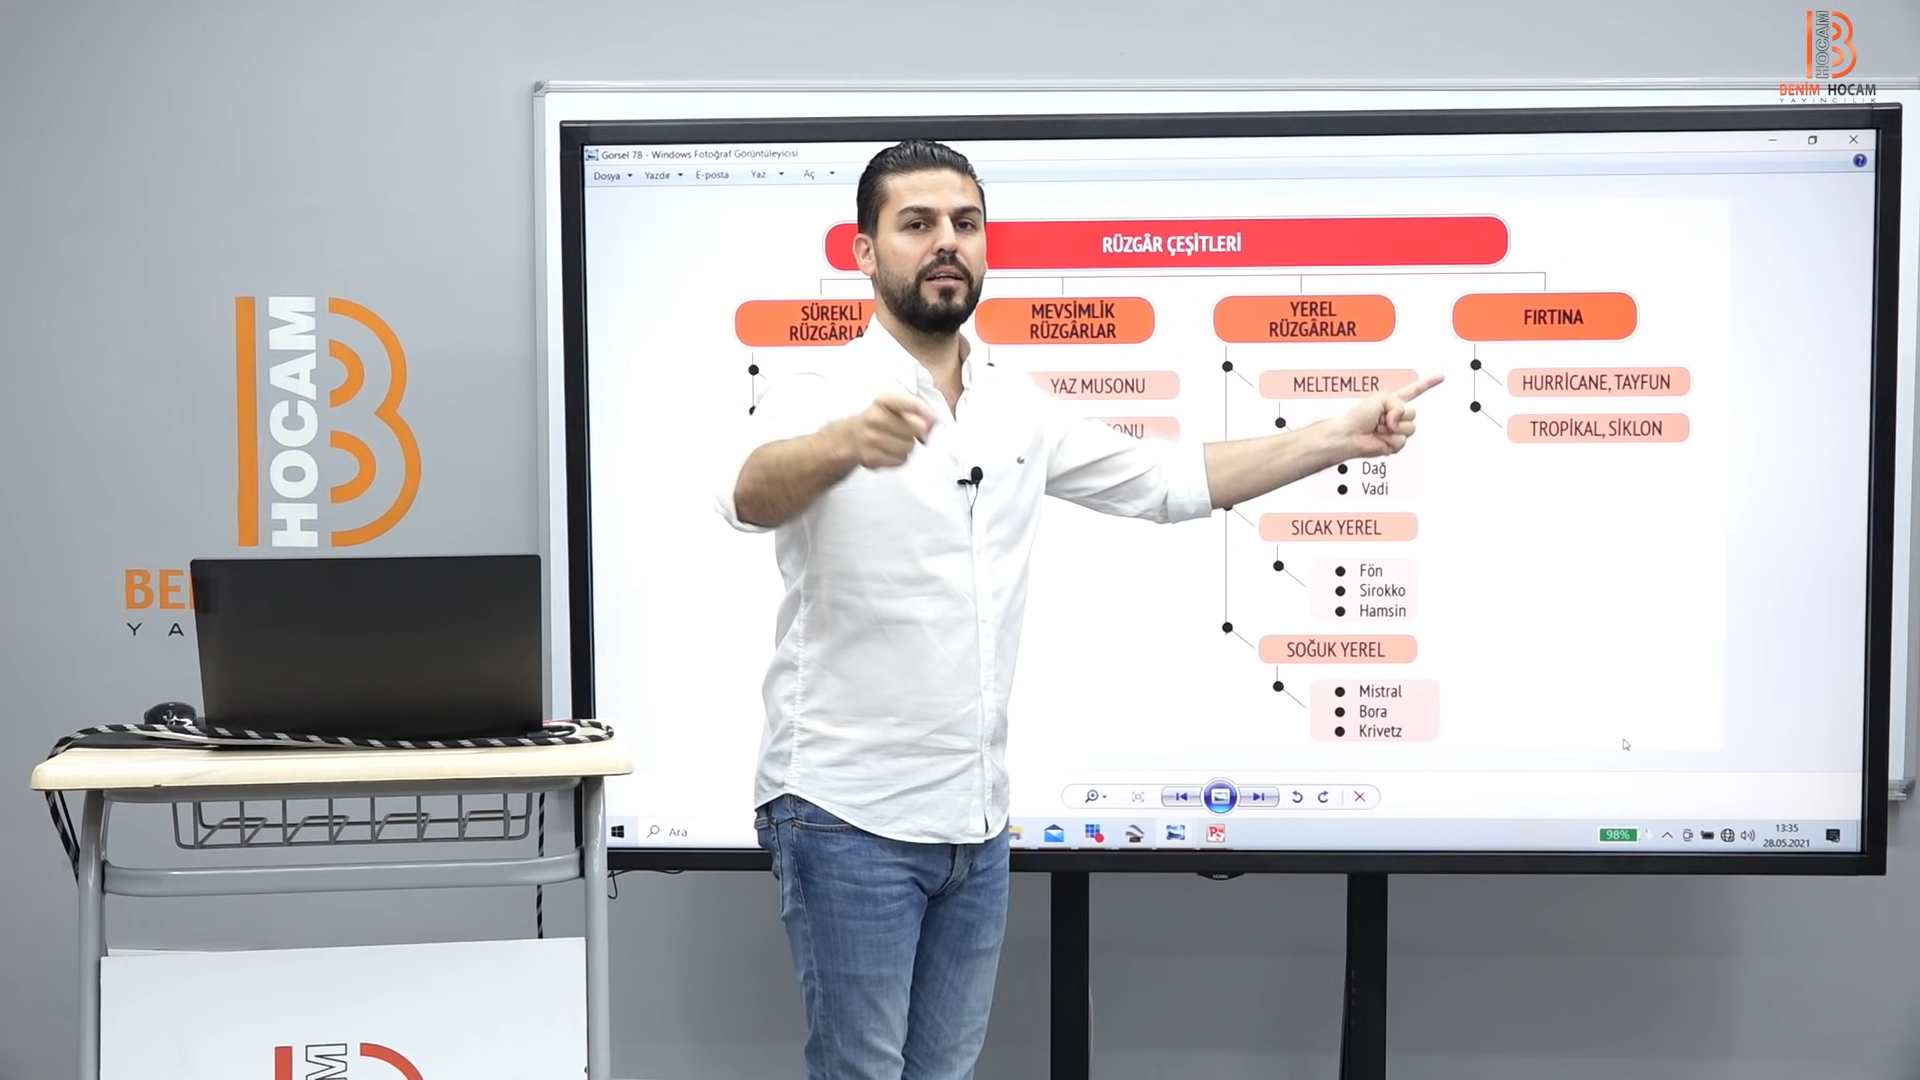 HOCAM
BENİM HOCAM
YAYINCILIK
Gorsel 78 - Windows Fotoğraf Görüntüleyicisi
Dosya Yazdır E-posta Yaz Aç
RÜZGÂR ÇEŞİTLERİ
SÜREKLİ
MEVSİMLİK
RÜZGÂRLAR
YAZ MUSONU
YEREL
RÜZGÂRLAR
MELTEMLER
Dağ
Vadi
SICAK YEREL
Fön
Sirokko
Hamsin
SOĞUK YEREL
Mistral
Bora
Krivetz
FIRTINA
HURRİCANE, TAYFUN
TROPİKAL, SİKLON
Ara
98%
13:35
28.05.2021
HOCAM